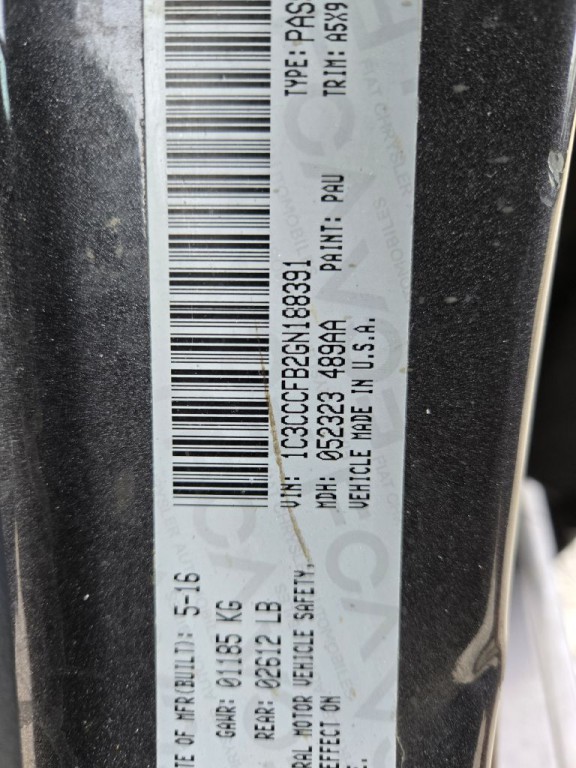 TE OF MFR(BUILT): 5-16
GAWR: 01185 KG
REAR: 02612 LB
RAL MOTOR VEHICLE SAFETY,
EFFECT ON
VIN: 1C3CCCFB2GN188391
TYPE: PAS
MDH: 052323 489AA PAINT: PAU TRIM: A5X9
VEHICLE MADE IN U.S.A.